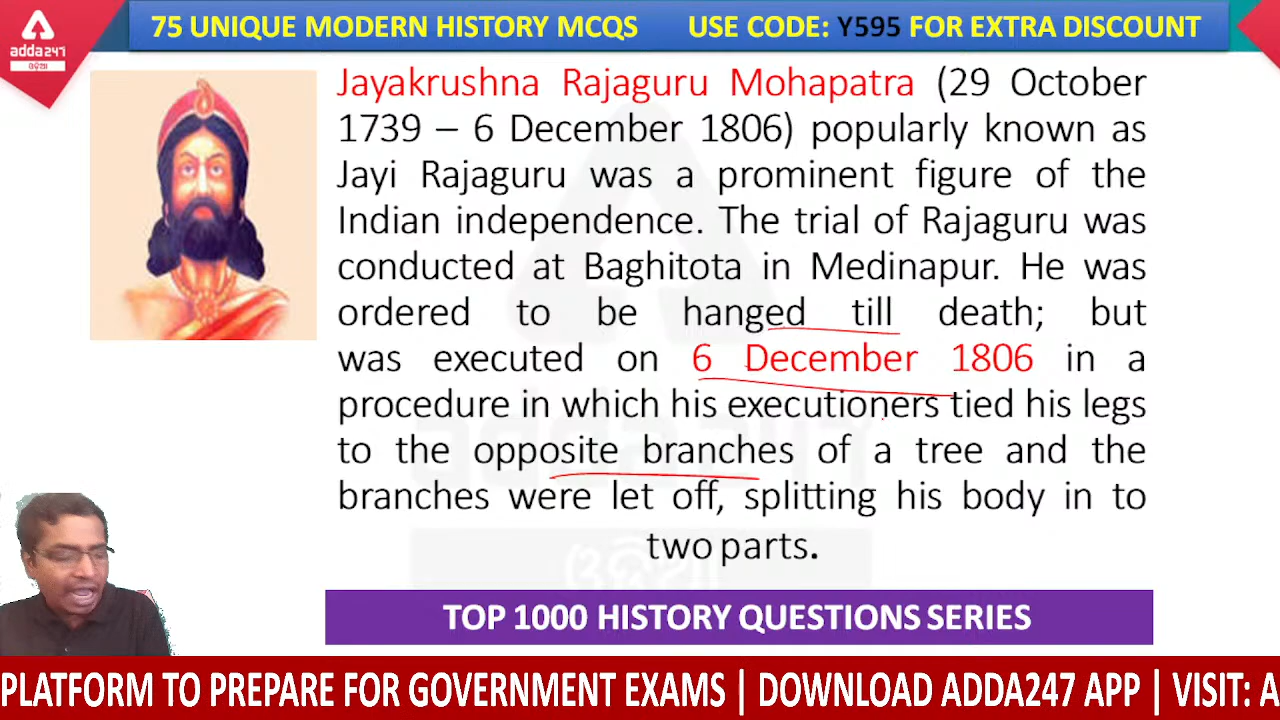 75 UNIQUE MODERN HISTORY MCQS USE CODE: Y595 FOR EXTRA DISCOUNT
adda247
ଓଡ଼ିଆ
Jayakrushna Rajaguru Mohapatra (29 October
1739 – 6 December 1806) popularly known as
Jayi Rajaguru was a prominent figure of the
Indian independence. The trial of Rajaguru was
conducted at Baghitota in Medinapur. He was
ordered to be hanged till death; but
was executed on 6 December 1806 in a
procedure in which his executioners tied his legs
to the opposite branches of a tree and the
branches were let off, splitting his body in to
two parts.
TOP 1000 HISTORY QUESTIONS SERIES
PLATFORM TO PREPARE FOR GOVERNMENT EXAMS | DOWNLOAD ADDA247 APP | VISIT: A